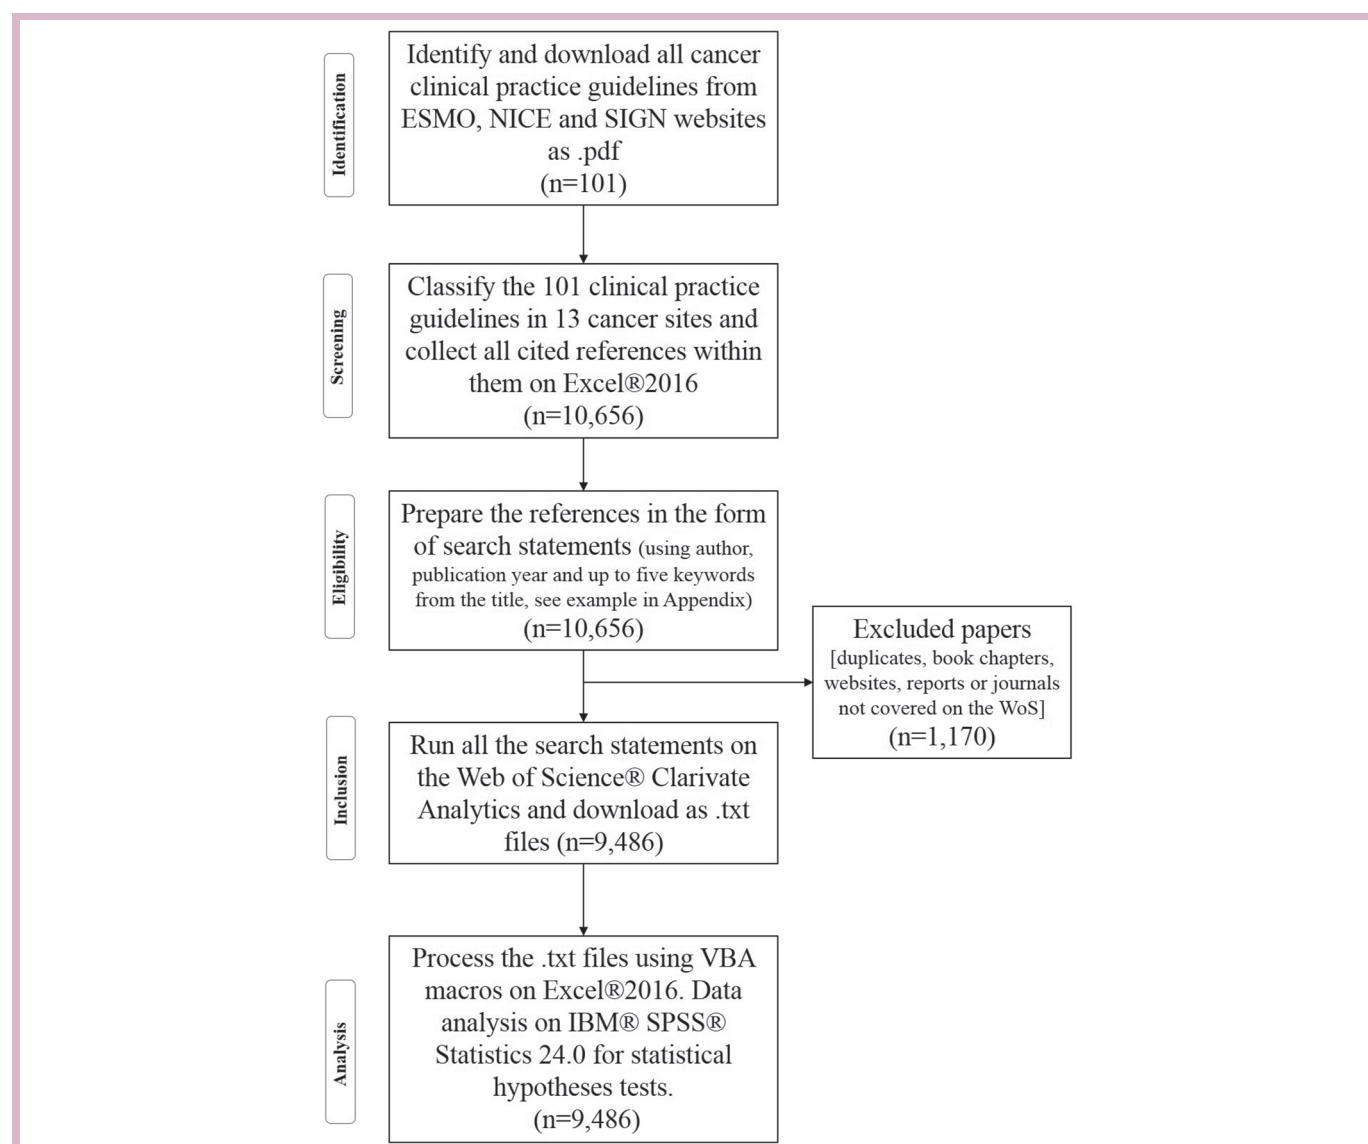 Identification
Identify and download all cancer
clinical practice guidelines from
ESMO, NICE and SIGN websites
as .pdf
(n=101)
Screening
Classify the 101 clinical practice
guidelines in 13 cancer sites and
collect all cited references within
them on Excel®2016
(n=10,656)
Eligibility
Prepare the references in the form
of search statements (using author,
publication year and up to five keywords
from the title, see example in Appendix)
(n=10,656)
Excluded papers
[duplicates, book chapters,
websites, reports or journals
not covered on the WoS]
(n=1,170)
Inclusion
Run all the search statements on
the Web of Science® Clarivate
Analytics and download as .txt
files (n=9,486)
Analysis
Process the .txt files using VBA
macros on Excel®2016. Data
analysis on IBM® SPSS®
Statistics 24.0 for statistical
hypotheses tests.
(n=9,486)